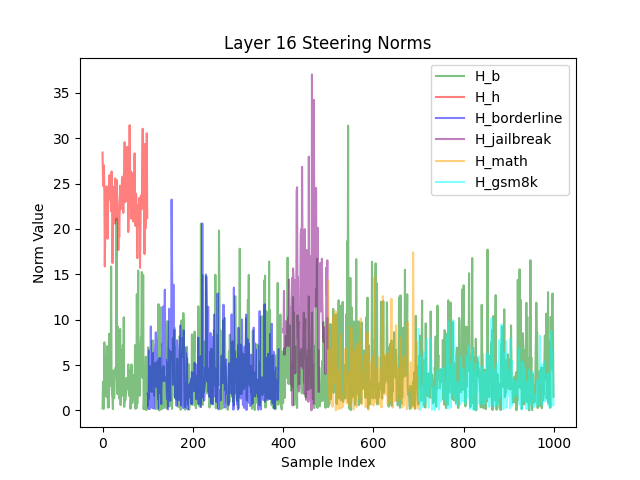 Layer 16 Steering Norms
H_b
H_h
H_borderline
H_jailbreak
H_math
H_gsm8k
Norm Value
35
30
25
20
15
10
5
0
0
200
400
600
800
1000
Sample Index